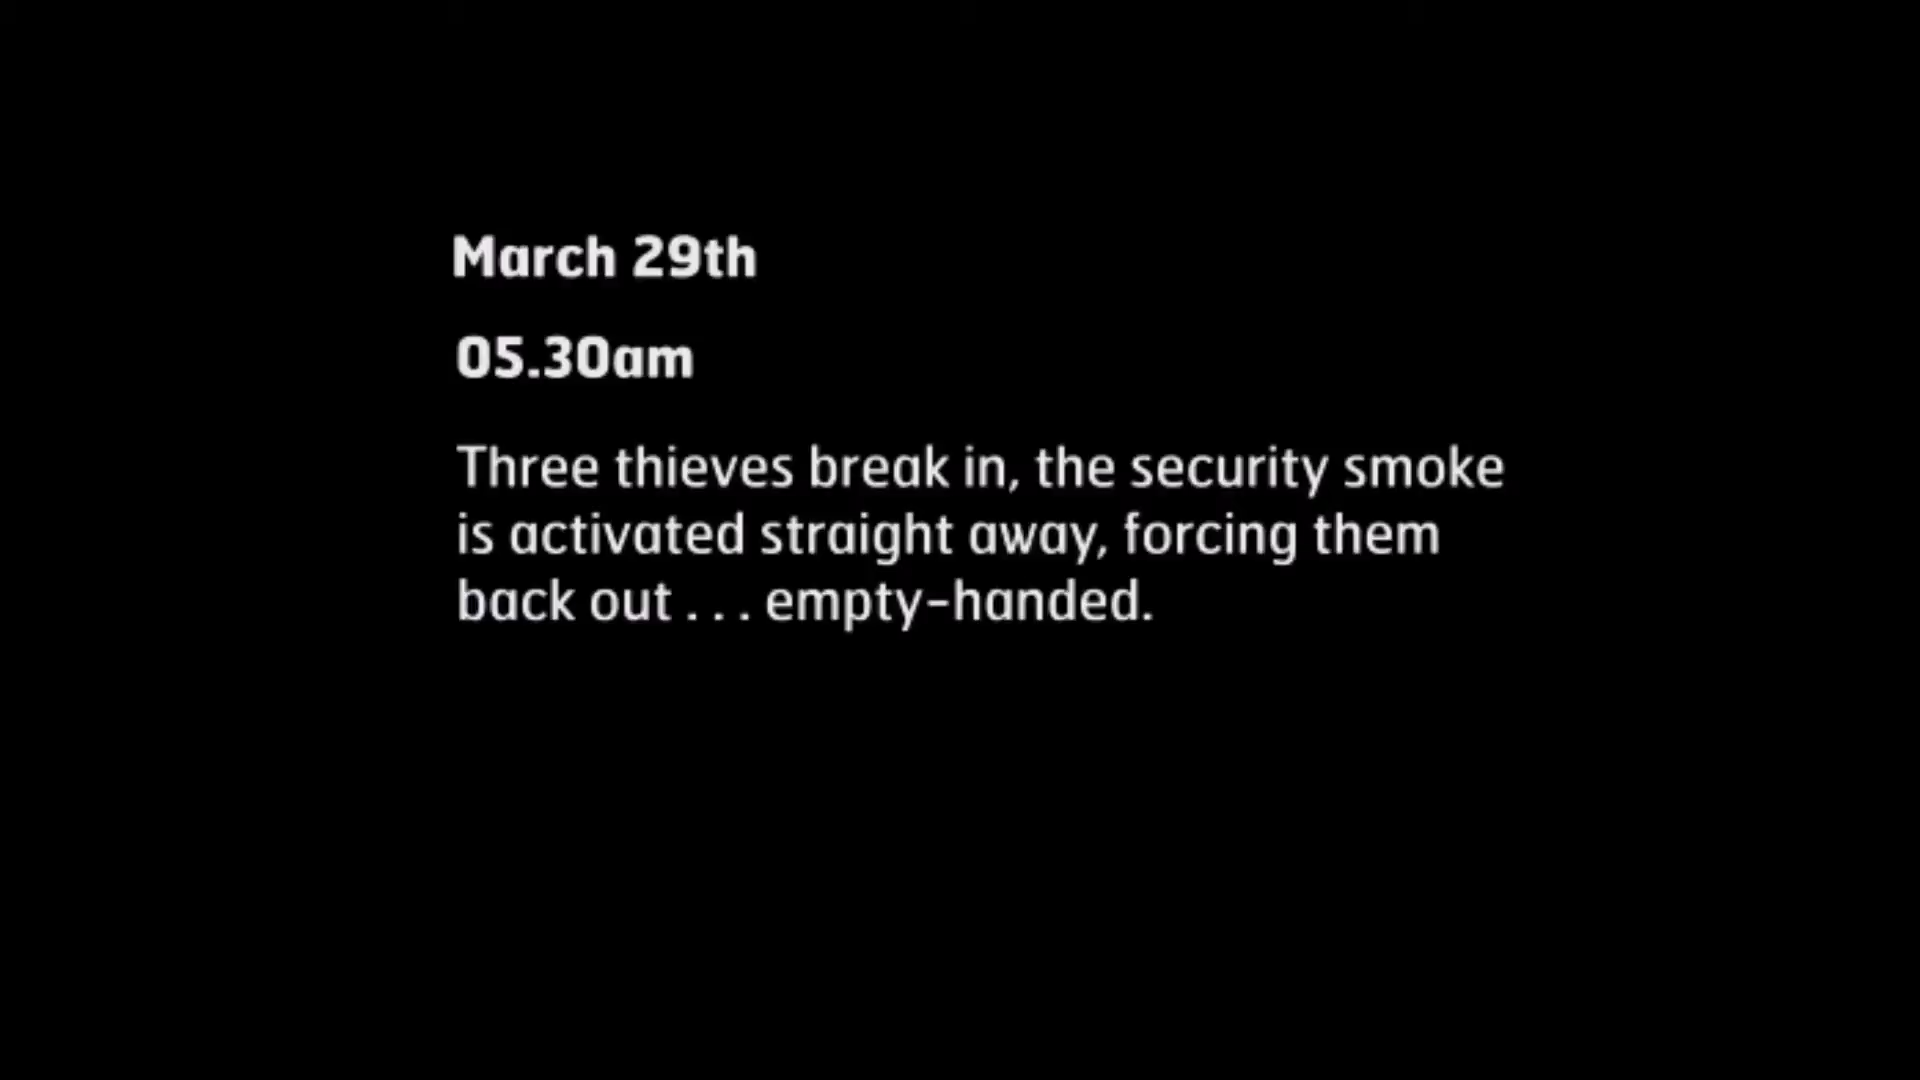 March 29th
05.30am
Three thieves break in, the security smoke
is activated straight away, forcing them
back out . . . empty-handed.